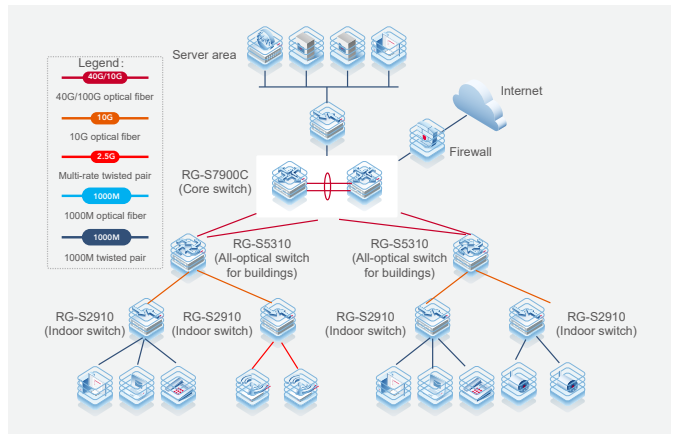 Server area
Legend:
40G/10G
40G/100G optical fiber
10G
10G optical fiber
2.5G
Multi-rate twisted pair
1000M
1000M optical fiber
1000M
1000M twisted pair
Internet
Firewall
RG-S7900C
(Core switch)
RG-S5310
(All-optical switch
for buildings)
RG-S5310
(All-optical switch
for buildings)
RG-S2910
(Indoor switch)
RG-S2910
(Indoor switch)
RG-S2910
(Indoor switch)
RG-S2910
(Indoor switch)